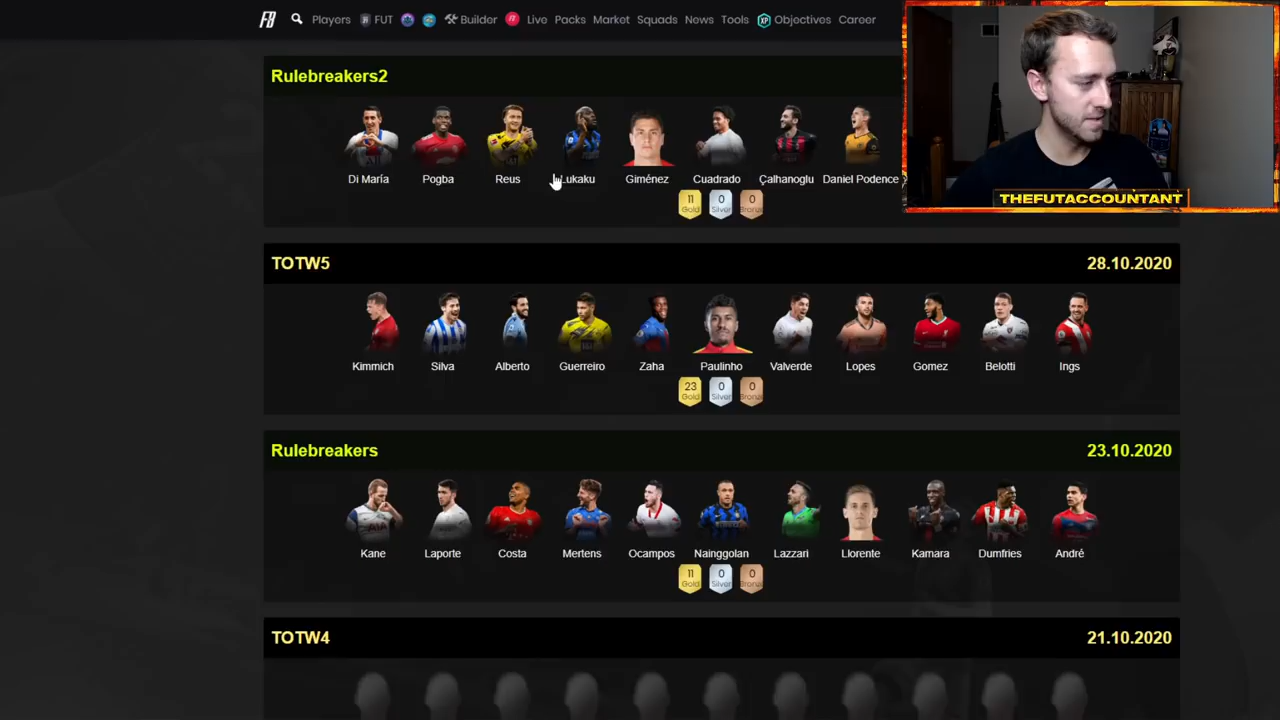 FB Players FUT Builder Live Packs Market Squads News Tools XP Objectives Career
Rulebreakers2
Di María Pogba Reus Lukaku Giménez Cuadrado Çalhanoglu Daniel Podence
11 0 0
Gold Silver Bronze
THEFUTACCOUNTANT
TOTW5 28.10.2020
Kimmich Silva Alberto Guerreiro Zaha Paulinho Valverde Lopes Gomez Belotti Ings
23 0 0
Gold Silver Bronze
Rulebreakers 23.10.2020
Kane Laporte Costa Mertens Ocampos Nainggolan Lazzari Llorente Kamara Dumfries André
11 0 0
Gold Silver Bronze
TOTW4 21.10.2020